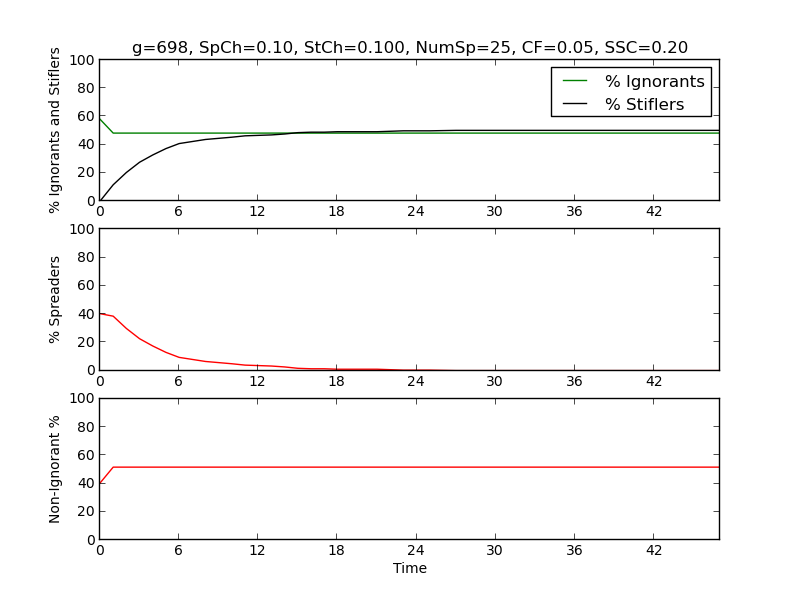 g=698, SpCh=0.10, StCh=0.100, NumSp=25, CF=0.05, SSC=0.20
% Ignorants and Stiflers
100
80
60
40
20
0
% Ignorants
% Stiflers
0 6 12 18 24 30 36 42
% Spreaders
100
80
60
40
20
0
0 6 12 18 24 30 36 42
Non-Ignorant %
100
80
60
40
20
0
0 6 12 18 24 30 36 42
Time